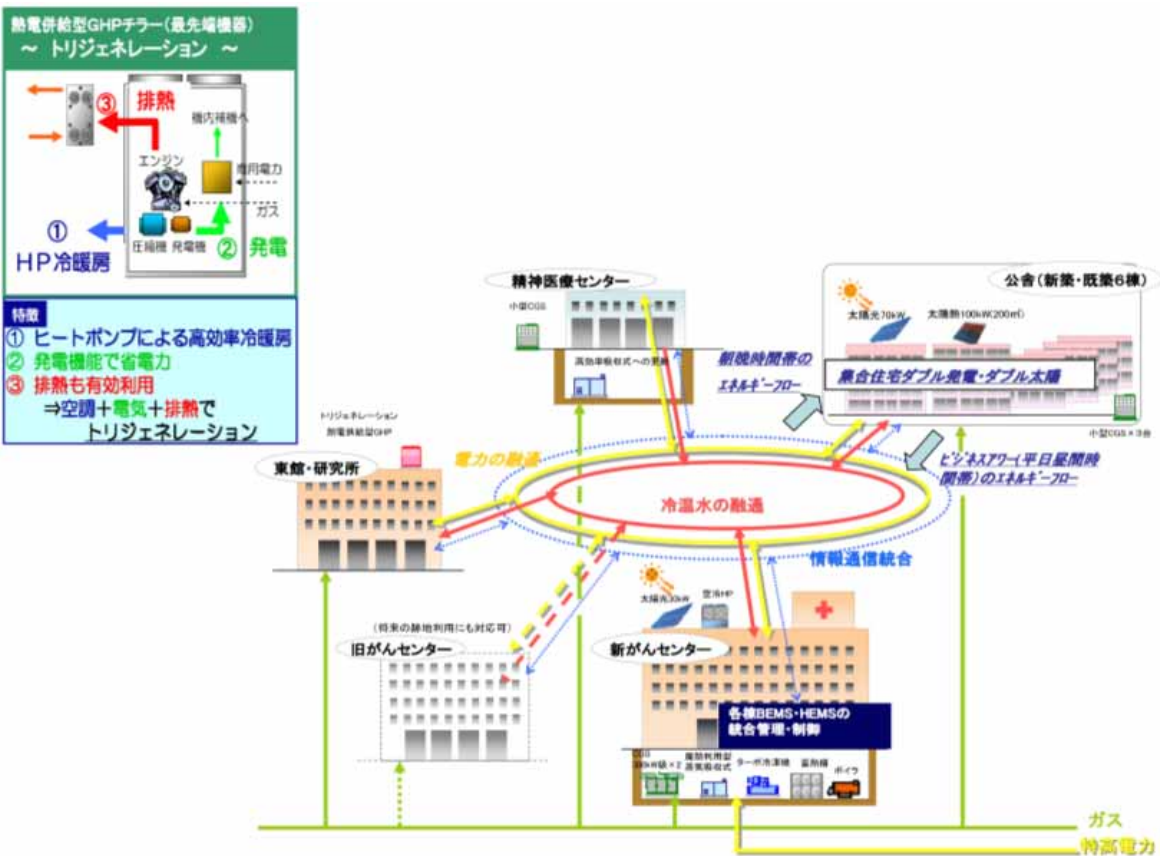 熱電併給型GHPチラー(最先端機器)
～ トリジェネレーション ～
③ 排熱
機内補機へ
エンジン
商用電力
ガス
①
HP冷暖房
圧縮機 発電機
② 発電
特徴
① ヒートポンプによる高効率冷暖房
② 発電機能で省電力
③ 排熱も有効利用
⇒空調＋電気＋排熱で
トリジェネレーション
精神医療センター
小型CGS
高効率吸収式への更新
公舎(新築・既築6棟)
太陽光70kW
太陽熱100kW(200㎡)
集合住宅ダブル発電・ダブル太陽
小型CGS×3台
朝晩時間帯の
エネルギーフロー
ビジネスアワー(平日昼間時
間帯)のエネルギーフロー
トリジェネレーション
熱電併給型GHP
東館・研究所
電力の融通
冷温水の融通
情報通信統合
(将来の跡地利用にも対応可)
旧がんセンター
空冷HP
新がんセンター
各棟BEMS・HEMSの
統合管理・制御
CGS
廃熱利用型
蒸気吸収式
ターボ冷凍機
蓄熱槽
ボイラ
ガス
特高電力